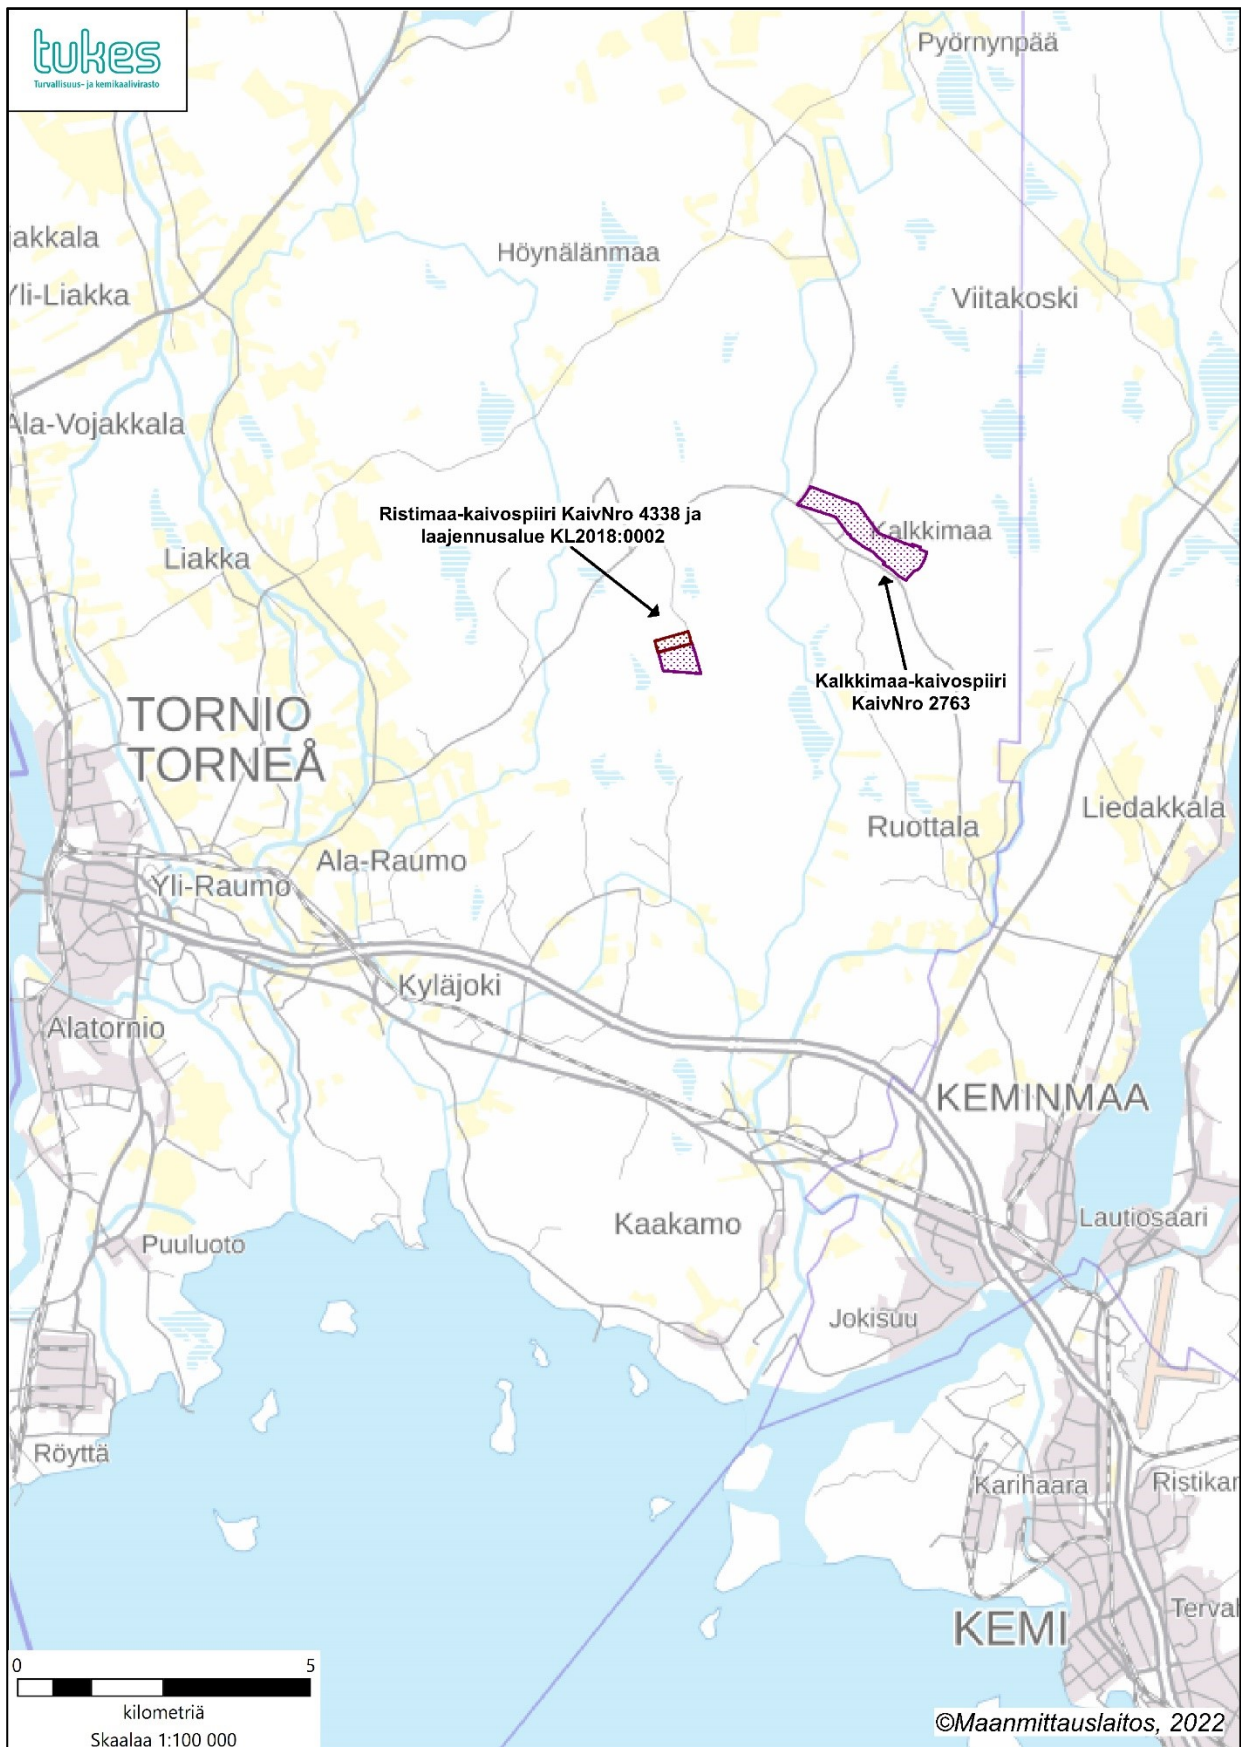 tukes
Turvallisuus- ja kemikaalivirasto
Pyörnynpää
akkala
Höynälänmaa
Yli-Liakka
Viitakoski
Ala-Vojakkala
Ristimaa-kaivospiiri KaivNro 4338 ja
laajennusalue KL2018:0002
Kalkkimaa
Liakka
Kalkkimaa-kaivospiiri
KaivNro 2763
TORNIO
TORNEÅ
Liedakkala
Ruottala
Ala-Raumo
Yli-Raumo
Kyläjoki
Alatornio
KEMINMAA
Kaakamo
Lautiosaari
Puuluoto
Jokisuu
Röyttä
Karihaara
Ristikan
Tervah
KEMI
0 5
kilometriä
Skaalaa 1:100 000
©Maanmittauslaitos, 2022